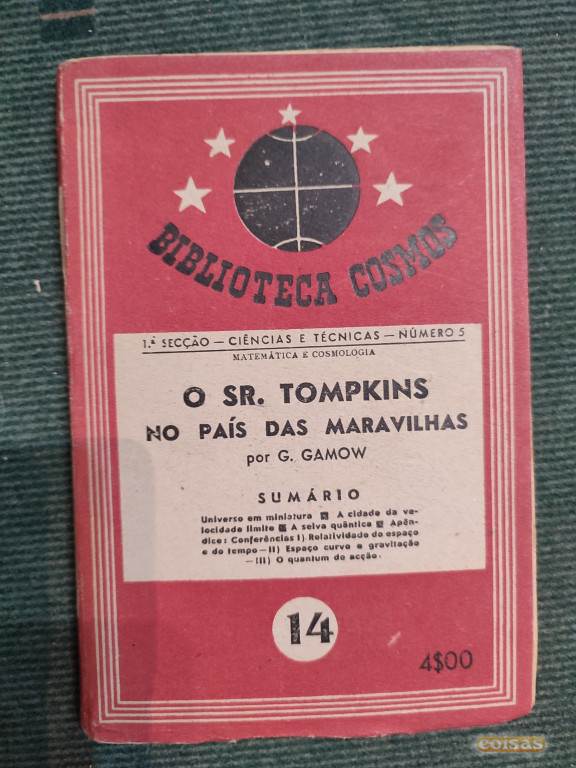 BIBLIOTECA COSMOS
1.ª SECÇÃO — CIÊNCIAS E TÉCNICAS — NÚMERO 5
MATEMÁTICA E COSMOLOGIA
O SR. TOMPKINS
NO PAÍS DAS MARAVILHAS
por G. GAMOW
SUMÁRIO
Universo em miniatura ■ A cidade da ve-
locidade limite ■ A selva quântica ■ Apên-
dice: Conferências I) Relatividade do espaço
e do tempo — II) Espaço curvo e gravitação
— III) O quantum de acção.
14
4$00
coisas